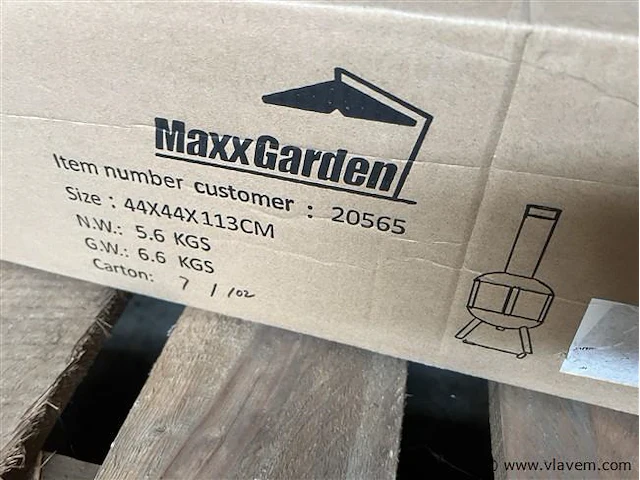 MaxxGarden
Item number customer : 20565
Size : 44X44X113CM
N.W.: 5.6 KGS
G.W.: 6.6 KGS
Carton: 7 / 102
www.vlavem.com